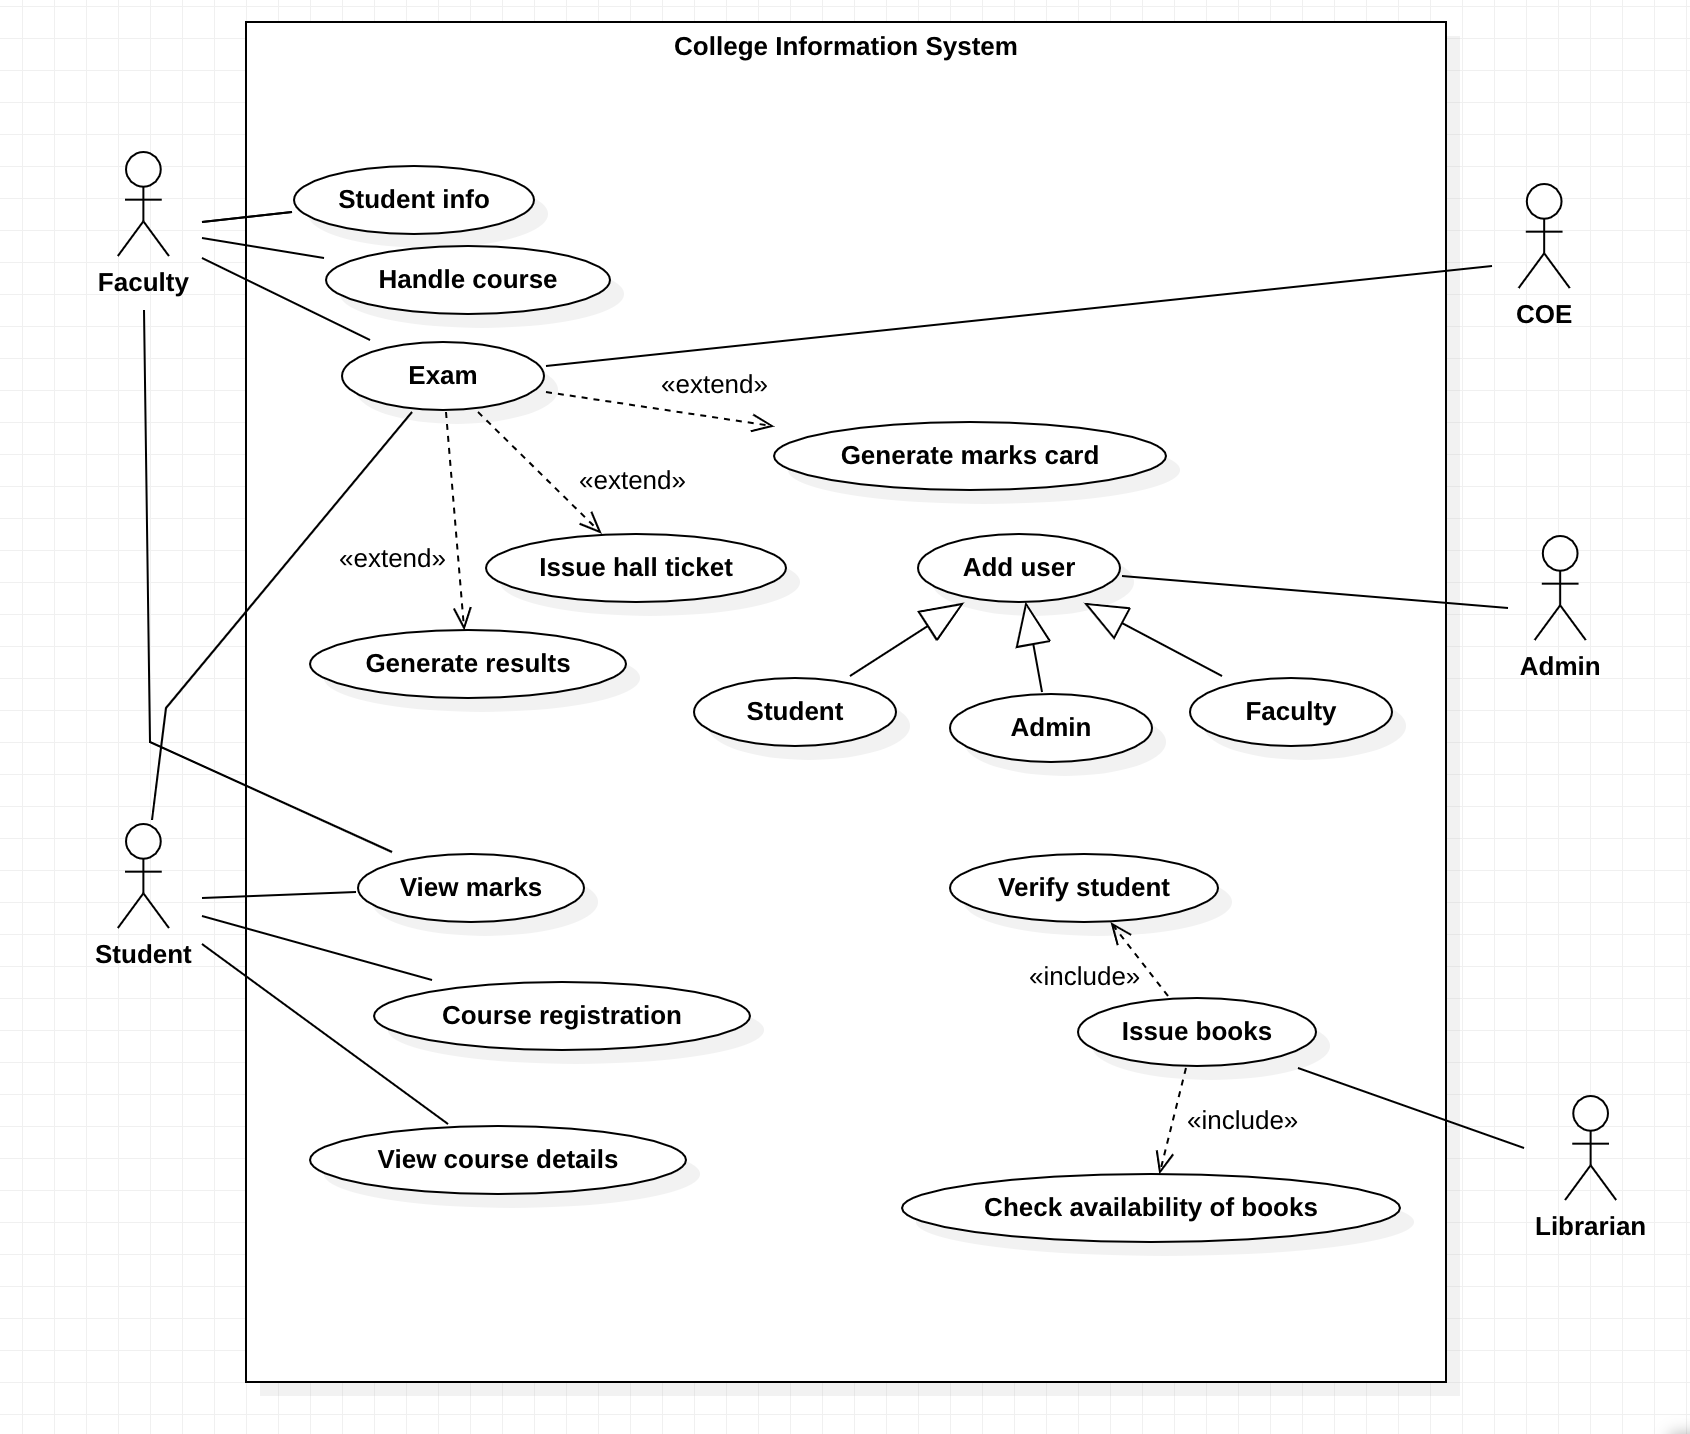 College Information System
Student info
Faculty
Handle course
COE
Exam
«extend»
Generate marks card
«extend»
«extend»
Issue hall ticket
Add user
Generate results
Admin
Student
Admin
Faculty
View marks
Verify student
Student
«include»
Course registration
Issue books
«include»
View course details
Check availability of books
Librarian